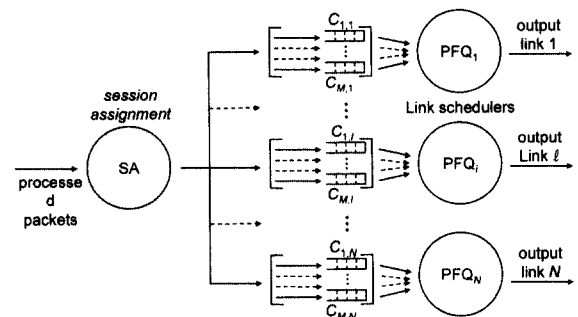 session
assignment
SA
processe
d
packets
C1,1
CM,1
PFQ1
output
link 1
Link schedulers
C1,l
CM,l
PFQi
output
Link ℓ
C1,N
CM,N
PFQN
output
link N